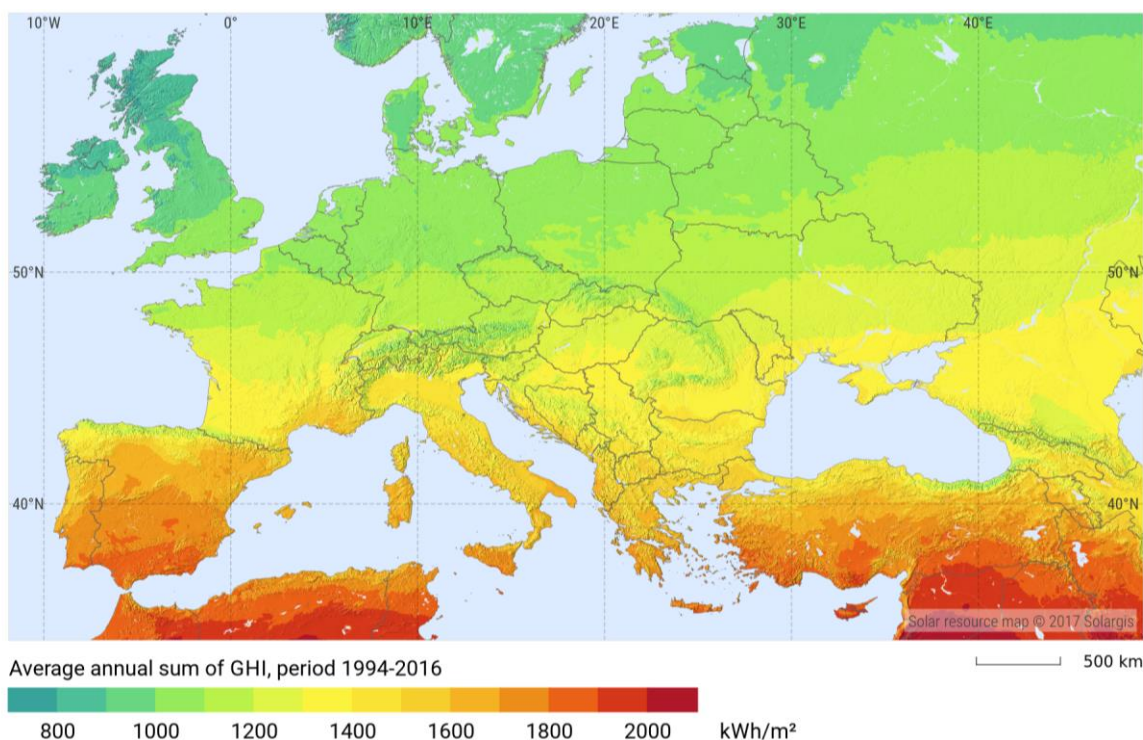 10°W 0° 10°E 20°E 30°E 40°E
50°N 50°N
40°N 40°N
Solar resource map © 2017 Solargis
Average annual sum of GHI, period 1994-2016
500 km
800 1000 1200 1400 1600 1800 2000 kWh/m²